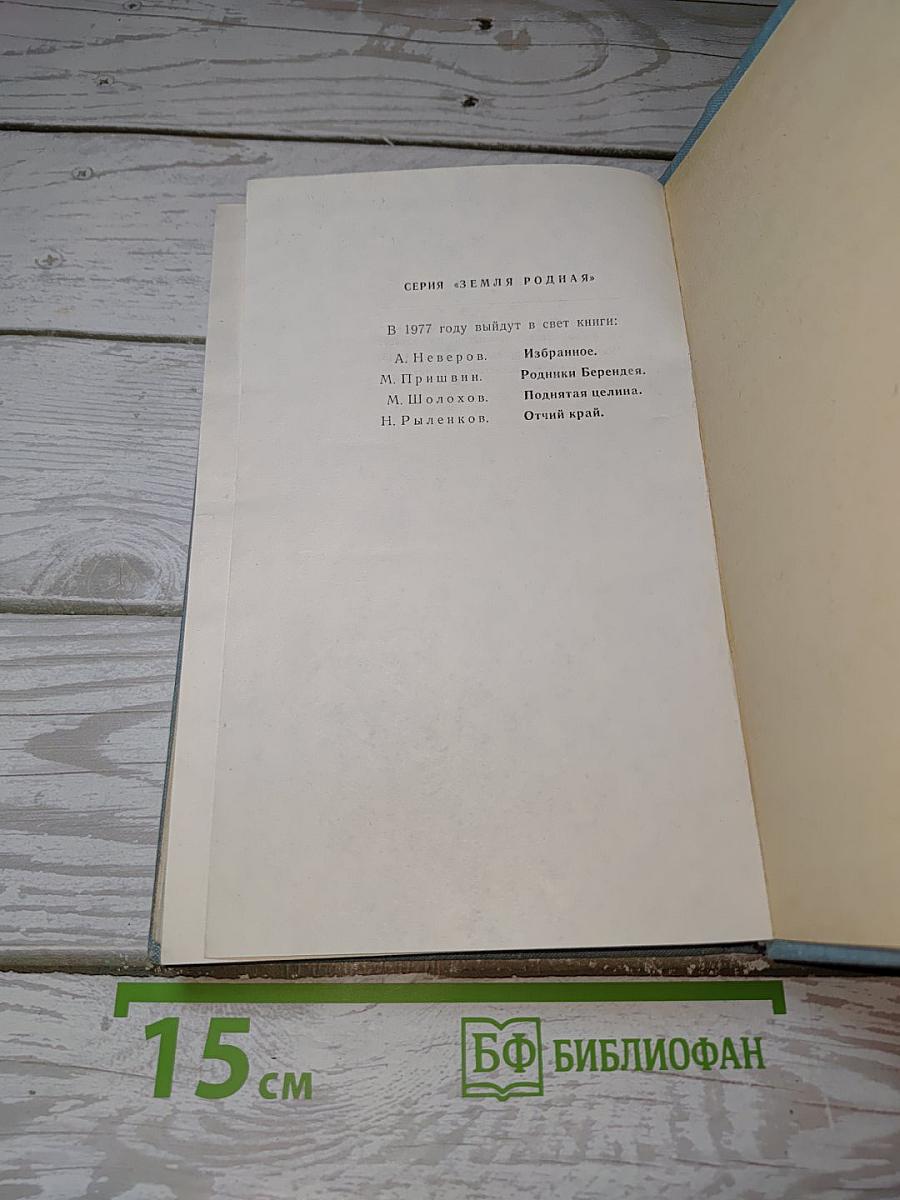 СЕРИЯ «ЗЕМЛЯ РОДНАЯ»
В 1977 году выйдут в свет книги:
А. Неверов. Избранное.
М. Пришвин. Родники Берендея.
М. Шолохов. Поднятая целина.
Н. Рыленков. Отчий край.
15 см
БФ БИБЛИОФАН